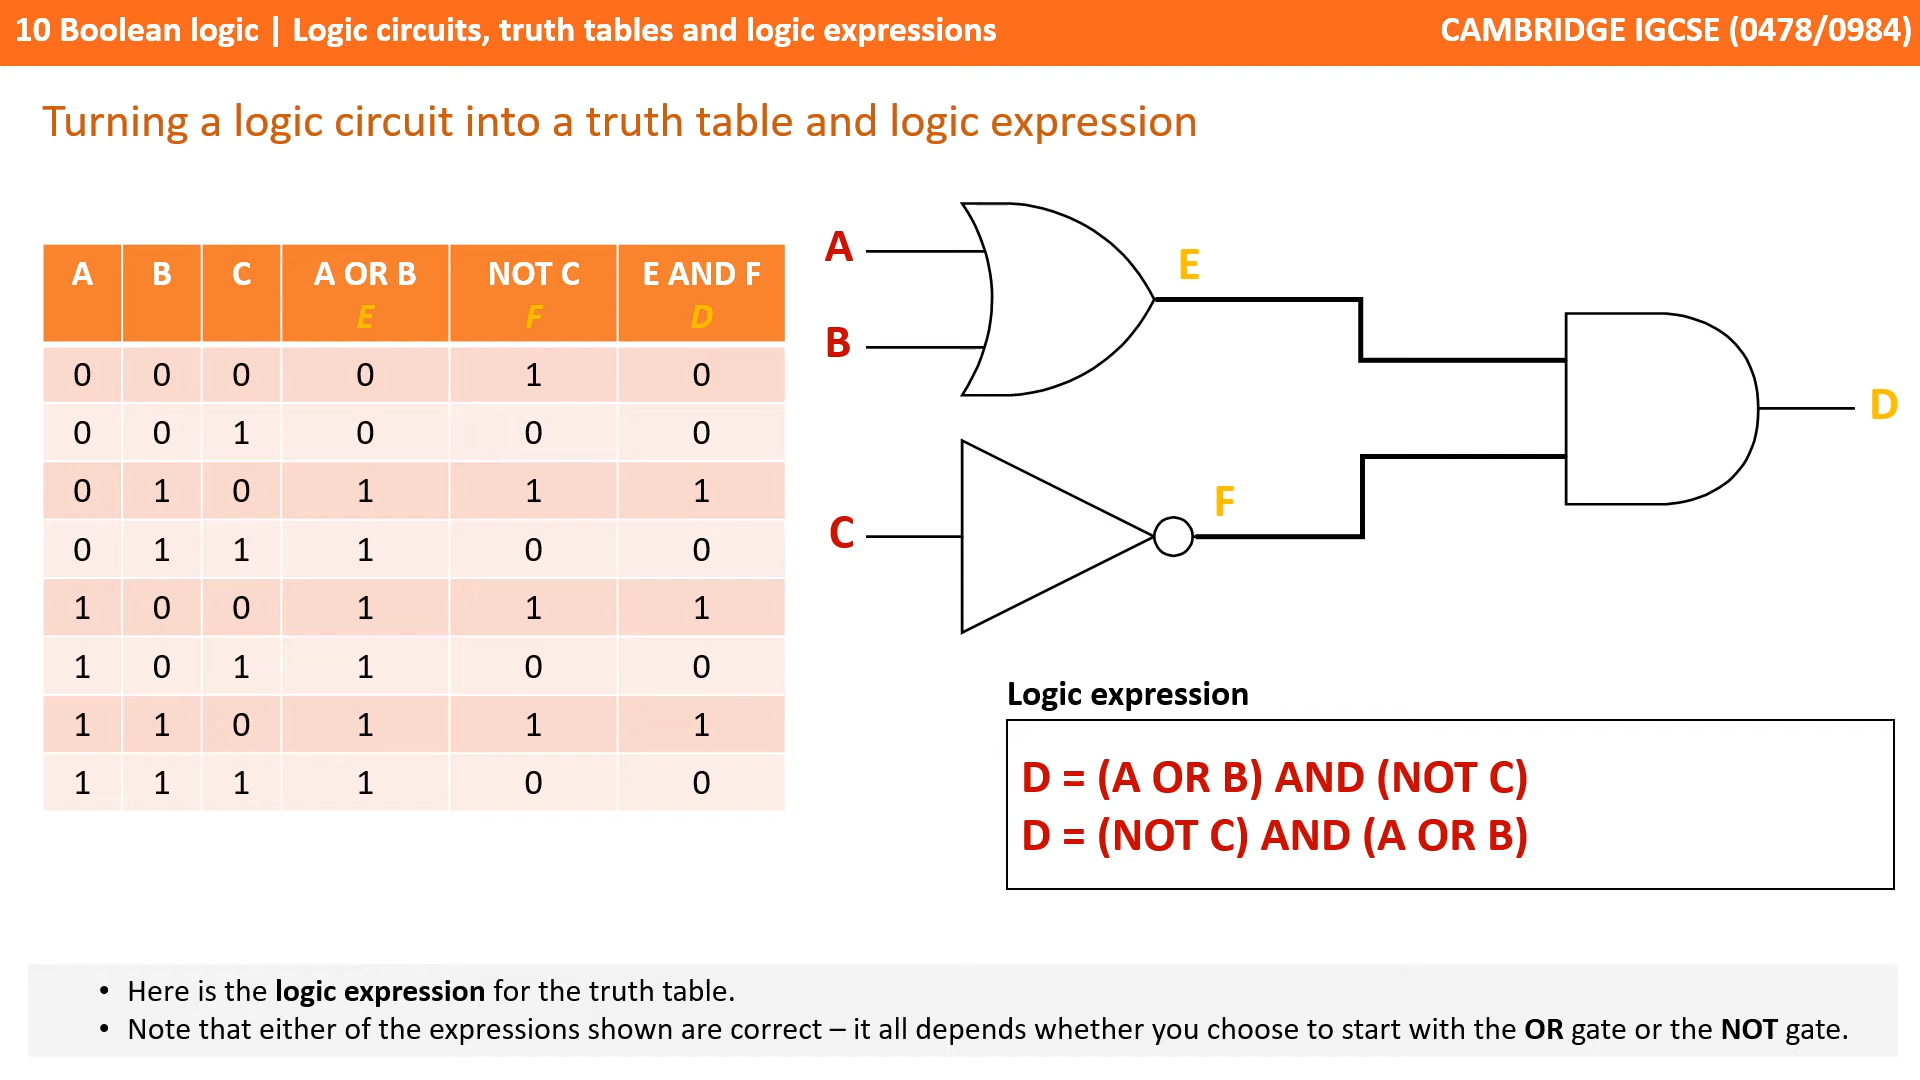 10 Boolean logic | Logic circuits, truth tables and logic expressions
CAMBRIDGE IGCSE (0478/0984)
Turning a logic circuit into a truth table and logic expression
A B C A OR B NOT C E AND F
E F D
0 0 0 0 1 0
0 0 1 0 0 0
0 1 0 1 1 1
0 1 1 1 0 0
1 0 0 1 1 1
1 0 1 1 0 0
1 1 0 1 1 1
1 1 1 1 0 0
A
E
B
D
F
C
Logic expression
D = (A OR B) AND (NOT C)
D = (NOT C) AND (A OR B)
• Here is the logic expression for the truth table.
• Note that either of the expressions shown are correct – it all depends whether you choose to start with the OR gate or the NOT gate.